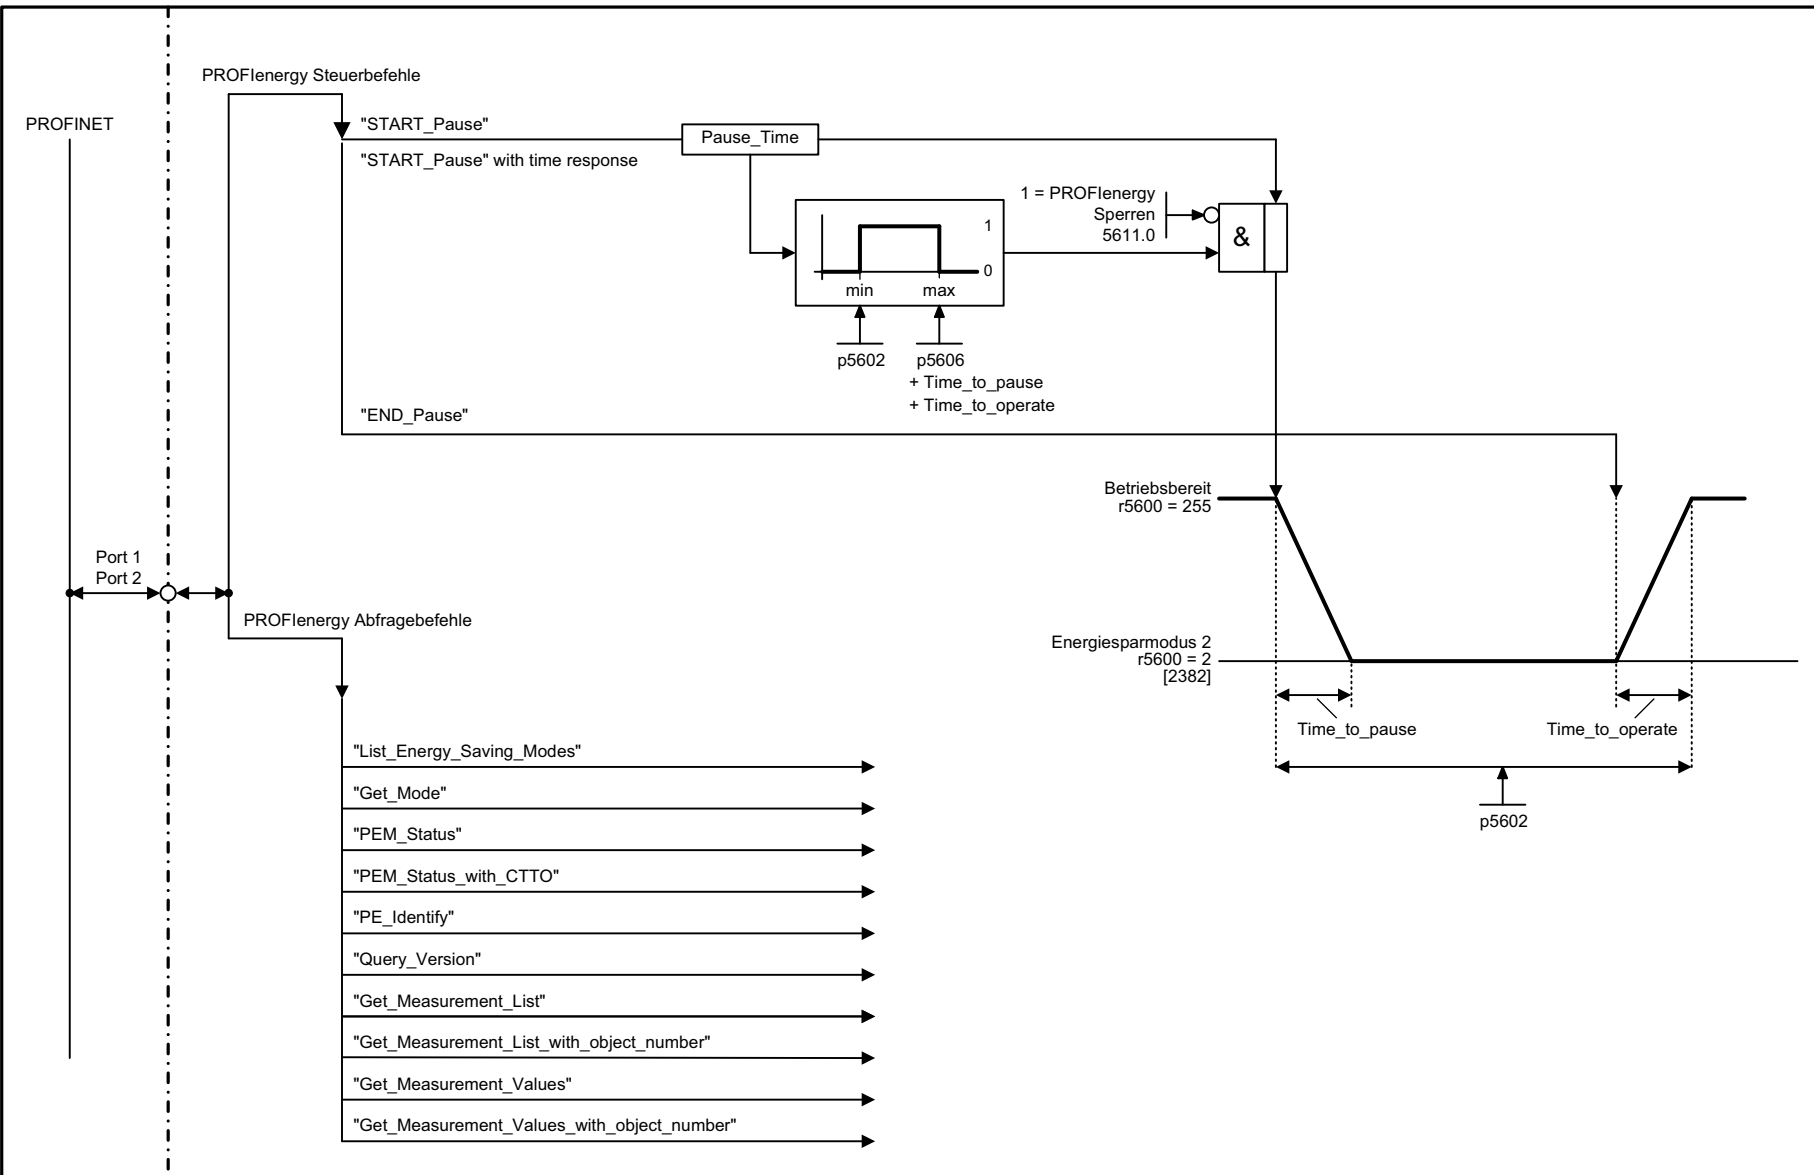 PROFIenergy Steuerbefehle
PROFINET
"START_Pause"
"START_Pause" with time response
Pause_Time
1 = PROFIenergy
Sperren
5611.0
&
1
0
min
max
p5602
p5606
+ Time_to_pause
+ Time_to_operate
"END_Pause"
Betriebsbereit
r5600 = 255
Port 1
Port 2
PROFIenergy Abfragebefehle
Energiesparmodus 2
r5600 = 2
[2382]
Time_to_pause
Time_to_operate
p5602
"List_Energy_Saving_Modes"
"Get_Mode"
"PEM_Status"
"PEM_Status_with_CTTO"
"PE_Identify"
"Query_Version"
"Get_Measurement_List"
"Get_Measurement_List_with_object_number"
"Get_Measurement_Values"
"Get_Measurement_Values_with_object_number"